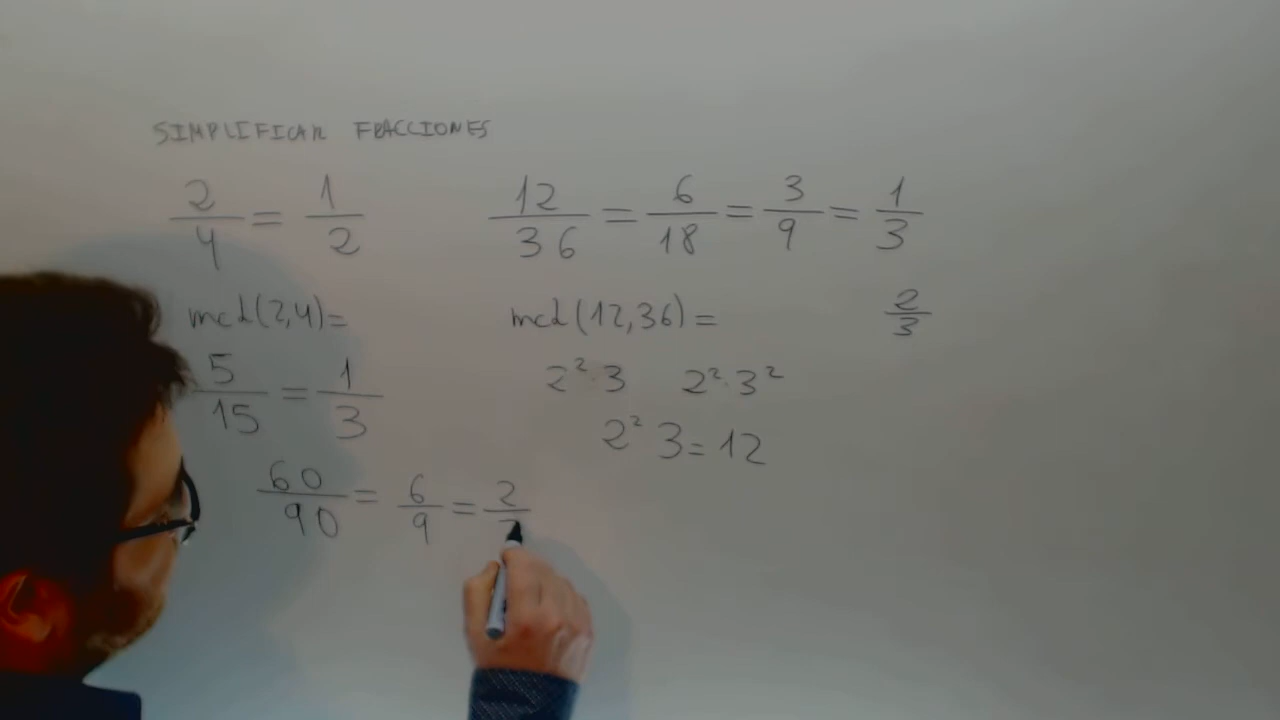 SIMPLIFICAR FRACCIONES
2/4 = 1/2
12/36 = 6/18 = 3/9 = 1/3
mcd(2,4)=
mcd(12,36)=
2/3
5/15 = 1/3
2²·3 2²·3²
2² 3=12
60/90 = 6/9 = 2/